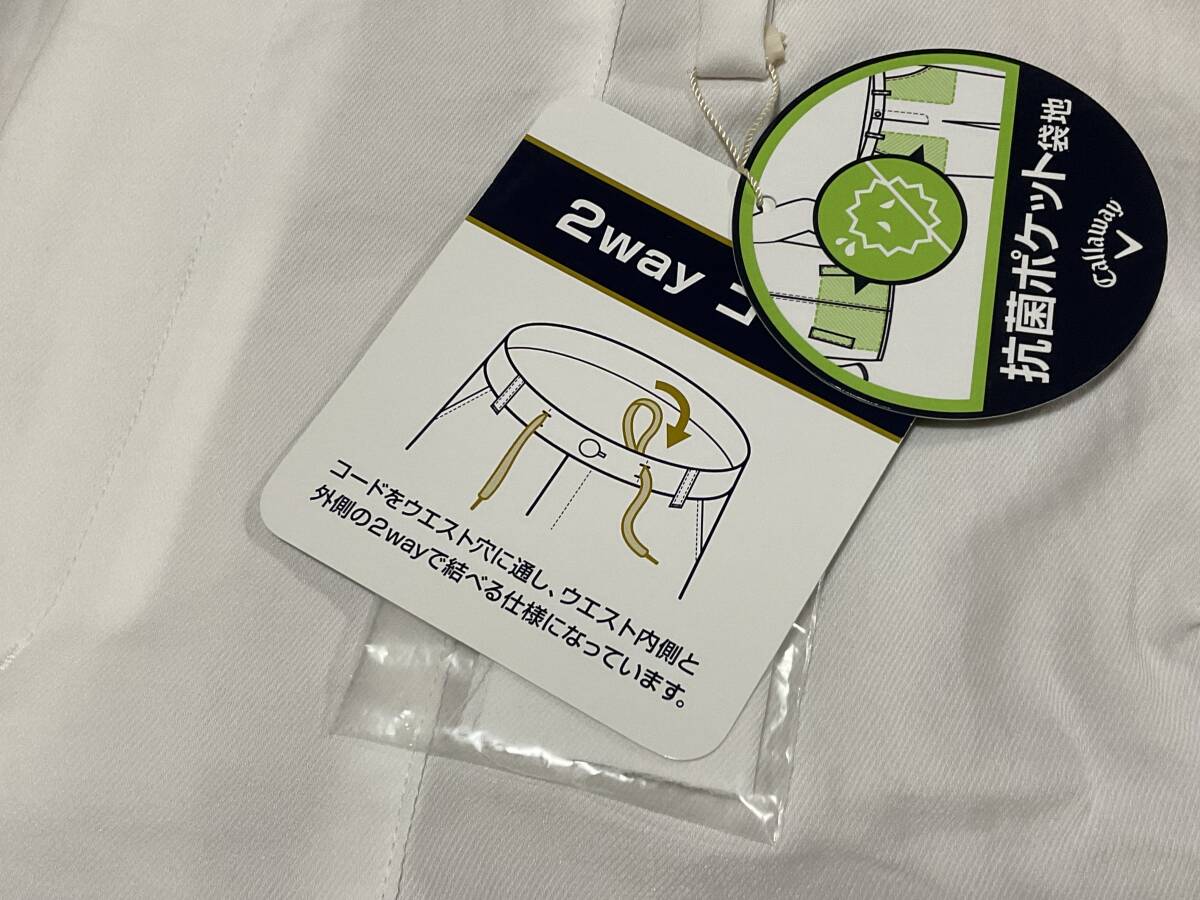 2way コ
コードをウエスト穴に通し、ウエスト内側と
外側の2wayで結べる仕様になっています。
抗菌ポケット袋地
Callaway